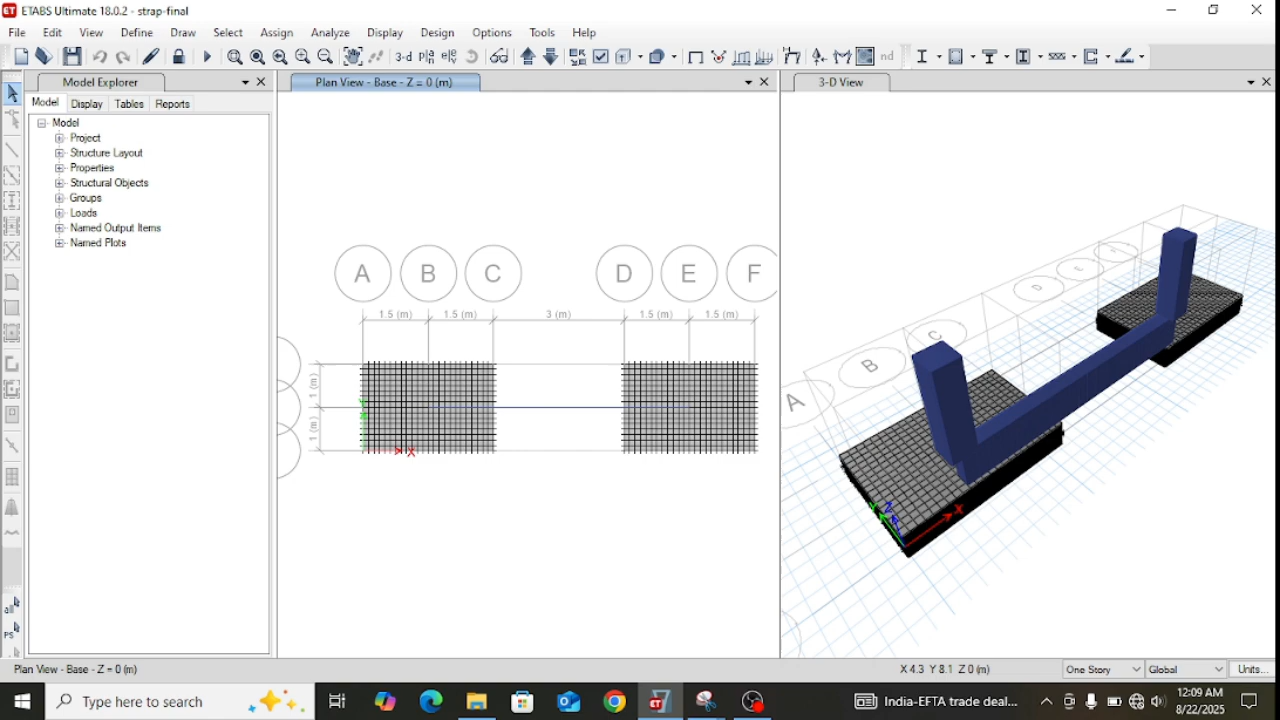 ETABS Ultimate 18.0.2 - strap-final
File Edit View Define Draw Select Assign Analyze Display Design Options Tools Help
3-d nd
Model Explorer
Plan View - Base - Z = 0 (m)
3-D View
Model Display Tables Reports
Model
Project
Structure Layout
Properties
Structural Objects
Groups
Loads
Named Output Items
Named Plots
A B C D E F
1.5 (m) 1.5 (m) 3 (m) 1.5 (m) 1.5 (m)
1 (m)
1 (m)
Y
X
A B C D
Z
Y
X
all
PS
Plan View - Base - Z = 0 (m)
X 4.3 Y 8.1 Z 0 (m)
One Story
Global
Units...
Type here to search
India-EFTA trade deal...
12:09 AM
8/22/2025